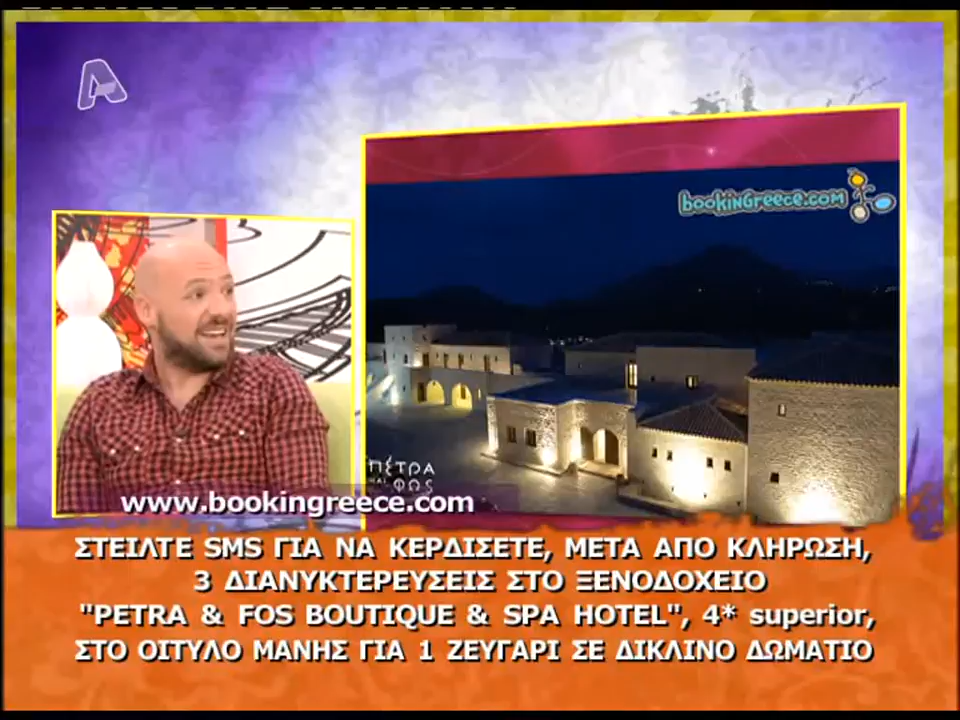 bookinGreece.com
ΠΕΤΡΑ
ΚΑΙ ΦΩΣ
www.bookingreece.com
ΣΤΕΙΛΤΕ SMS ΓΙΑ ΝΑ ΚΕΡΔΙΣΕΤΕ, ΜΕΤΑ ΑΠΟ ΚΛΗΡΩΣΗ,
3 ΔΙΑΝΥΚΤΕΡΕΥΣΕΙΣ ΣΤΟ ΞΕΝΟΔΟΧΕΙΟ
"PETRA & FOS BOUTIQUE & SPA HOTEL", 4* superior,
ΣΤΟ ΟΙΤΥΛΟ ΜΑΝΗΣ ΓΙΑ 1 ΖΕΥΓΑΡΙ ΣΕ ΔΙΚΛΙΝΟ ΔΩΜΑΤΙΟ